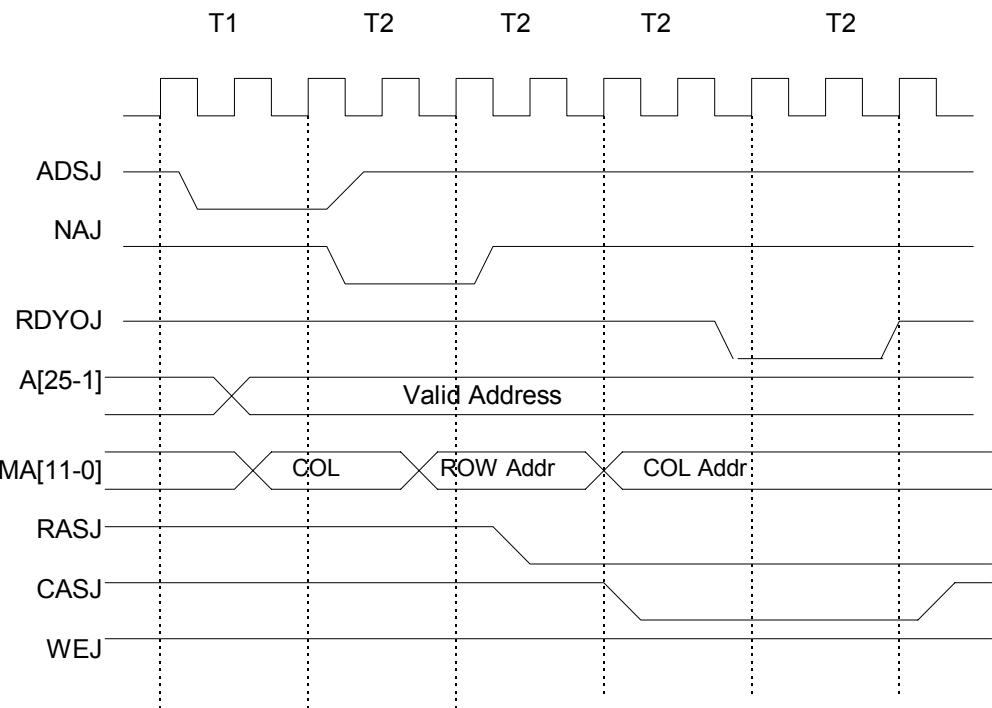 T1 T2 T2 T2 T2
ADSJ
NAJ
RDYOJ
A[25-1] Valid Address
MA[11-0] COL ROW Addr COL Addr
RASJ
CASJ
WEJ